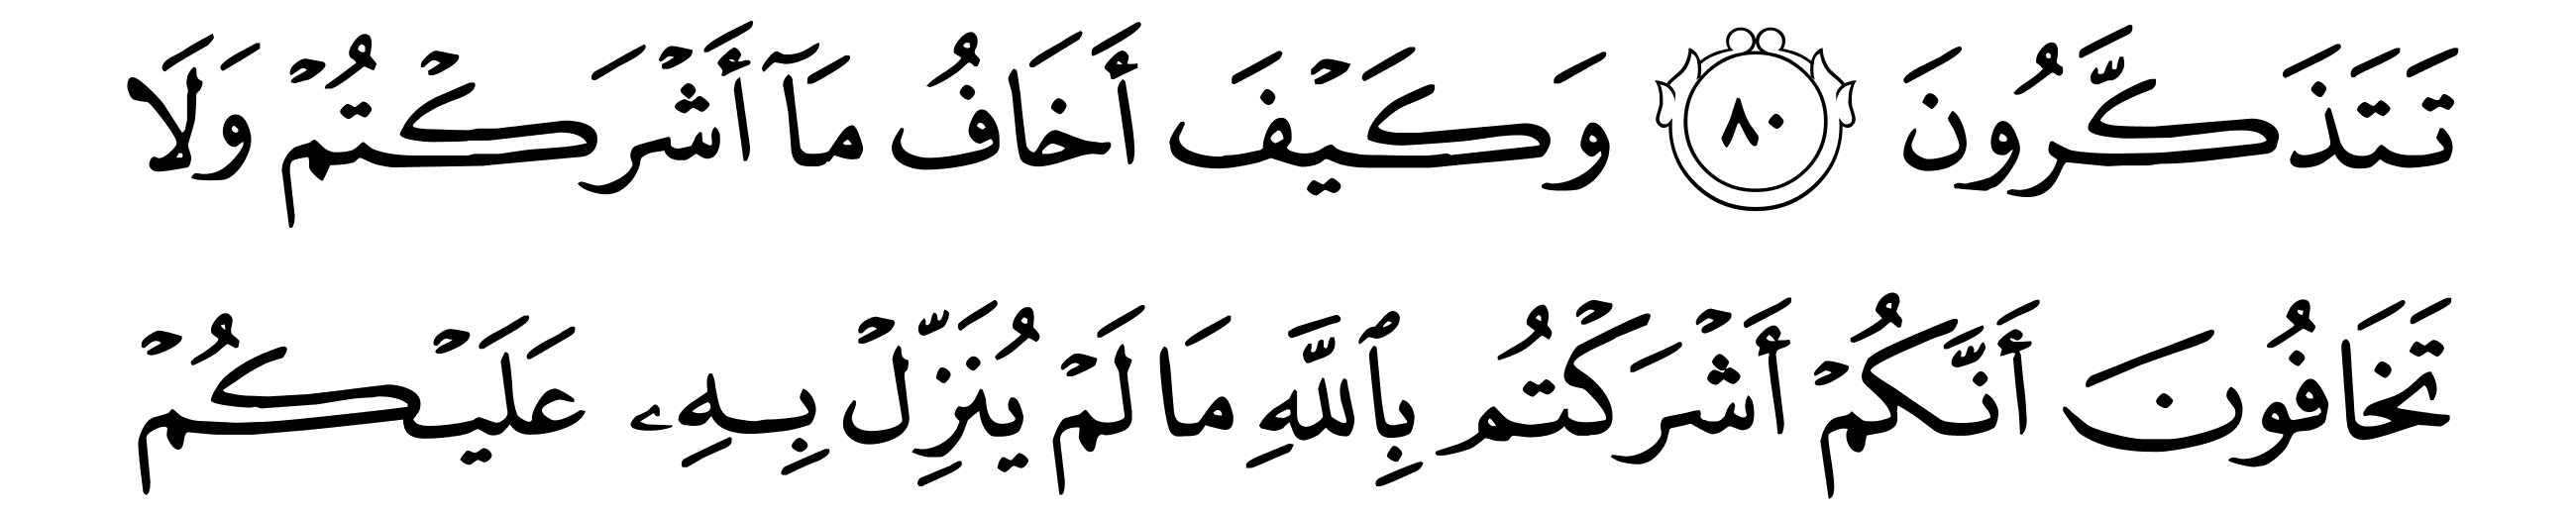 تَتَذَكَّرُونَ ٨٠ وَكَيْفَ أَخَافُ مَآ أَشْرَكْتُمْ وَلَا
تَخَافُونَ أَنَّكُمْ أَشْرَكْتُم بِٱللَّهِ مَا لَمْ يُنَزِّلْ بِهِۦ عَلَيْكُمْ